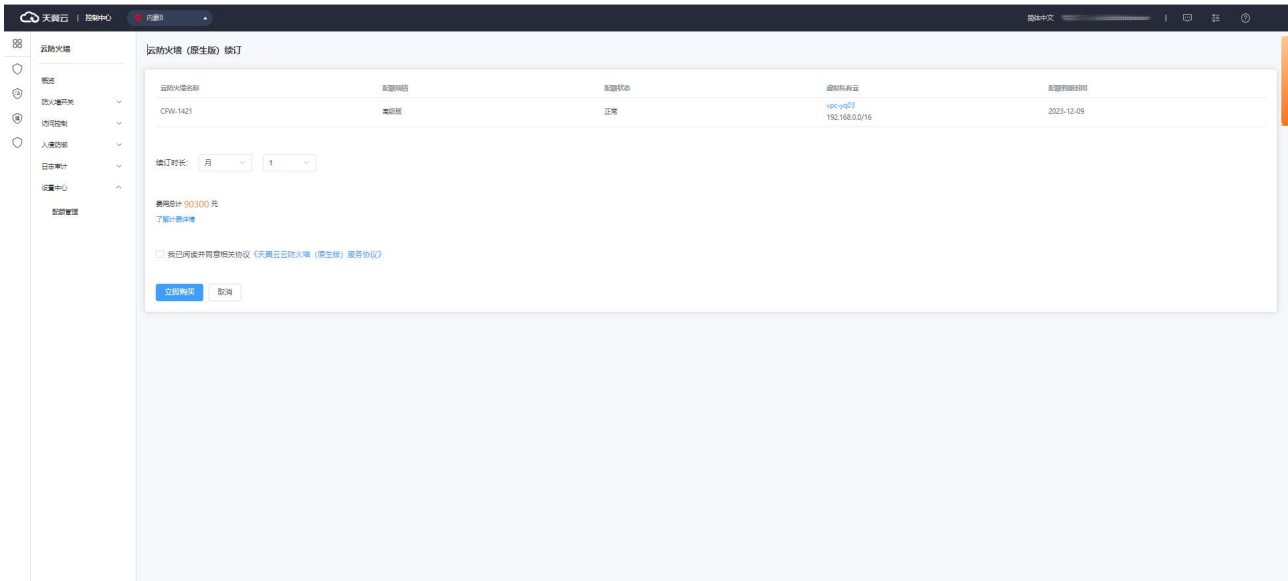 天翼云 | 控制中心 内蒙8 简体中文
云防火墙
概览
防火墙开关
访问控制
入侵防御
日志审计
设置中心
配额管理
云防火墙（原生版）续订
云防火墙名称 配额规格 配额状态 虚拟私有云 配额到期时间
CFW-1421 高级版 正常 vpc-yq03 2023-12-09
192.168.0.0/16
续订时长: 月 1
费用总计 90300 元
了解计费详情
我已阅读并同意相关协议《天翼云云防火墙（原生版）服务协议》
立即购买 取消